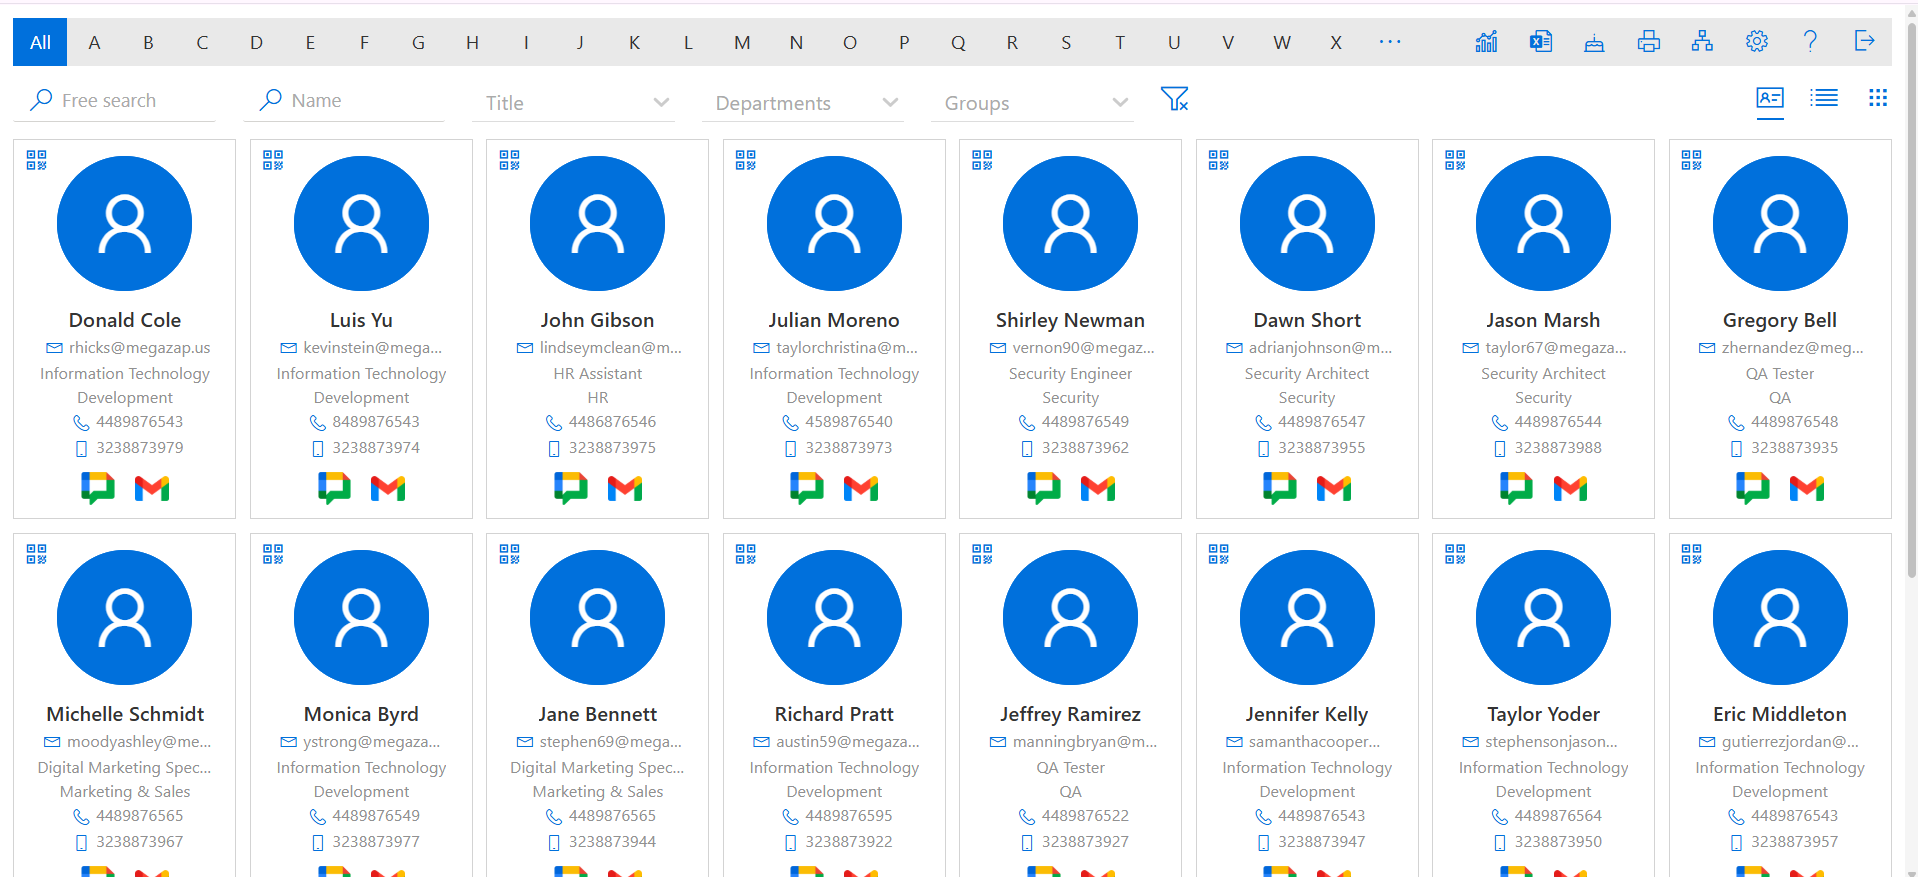 All A B C D E F G H I J K L M N O P Q R S T U V W X ...
Free search Name Title Departments Groups
Donald Cole Luis Yu John Gibson Julian Moreno Shirley Newman Dawn Short Jason Marsh Gregory Bell
rhicks@megazap.us kevinstein@mega... lindseymclean@m... taylorchristina@m... vernon90@megaz... adrianjohnson@m... taylor67@megaza... zhernandez@meg...
Information Technology Information Technology HR Assistant Information Technology Security Engineer Security Architect Security Architect QA Tester
Development Development HR Development Security Security Security QA
4489876543 8489876543 4486876546 4589876540 4489876549 4489876547 4489876544 4489876548
3238873979 3238873974 3238873975 3238873973 3238873962 3238873955 3238873988 3238873935
Michelle Schmidt Monica Byrd Jane Bennett Richard Pratt Jeffrey Ramirez Jennifer Kelly Taylor Yoder Eric Middleton
moodyashley@me... ystrong@megaza... stephen69@mega... austin59@megaza... manningbryan@m... samanthacooper... stephensonjason... gutierrezjordan@...
Digital Marketing Spec... Information Technology Digital Marketing Spec... Information Technology QA Tester Information Technology Information Technology Information Technology
Marketing & Sales Development Marketing & Sales Development QA Development Development Development
4489876565 4489876549 4489876565 4489876595 4489876522 4489876543 4489876564 4489876543
3238873967 3238873977 3238873944 3238873922 3238873927 3238873947 3238873950 3238873957